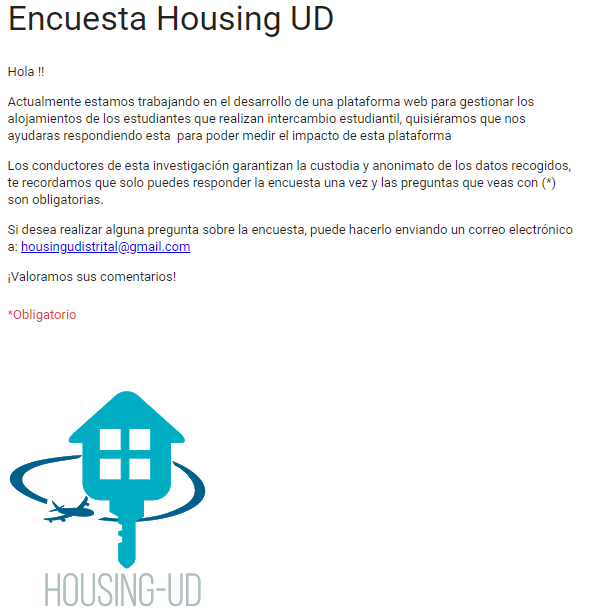 Encuesta Housing UD
Hola !!
Actualmente estamos trabajando en el desarrollo de una plataforma web para gestionar los
alojamientos de los estudiantes que realizan intercambio estudiantil, quisiéramos que nos
ayudaras respondiendo esta  para poder medir el impacto de esta plataforma
Los conductores de esta investigación garantizan la custodia y anonimato de los datos recogidos,
te recordamos que solo puedes responder la encuesta una vez y las preguntas que veas con (*)
son obligatorias.
Si desea realizar alguna pregunta sobre la encuesta, puede hacerlo enviando un correo electrónico
a: housingudistrital@gmail.com
¡Valoramos sus comentarios!
*Obligatorio
HOUSING-UD